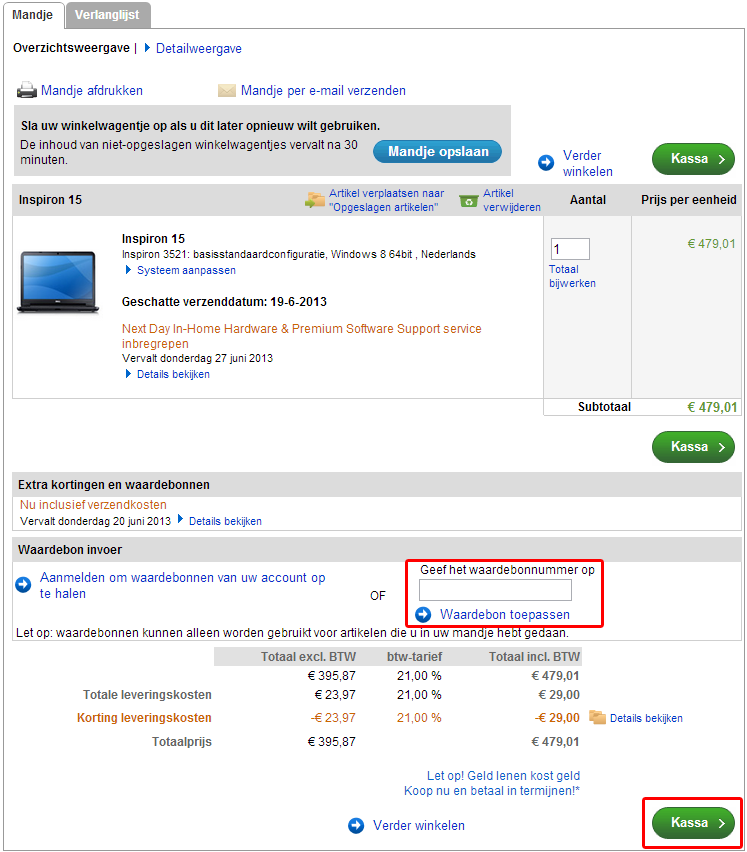 Mandje
Verlanglijst
Overzichtsweergave | Detailweergave
Mandje afdrukken
Mandje per e-mail verzenden
Sla uw winkelwagentje op als u dit later opnieuw wilt gebruiken.
De inhoud van niet-opgeslagen winkelwagentjes vervalt na 30
minuten.
Mandje opslaan
Verder
winkelen
Kassa
Inspiron 15
Artikel verplaatsen naar
"Opgeslagen artikelen"
Artikel
verwijderen
Aantal
Prijs per eenheid
Inspiron 15
Inspiron 3521: basisstandaardconfiguratie, Windows 8 64bit , Nederlands
Systeem aanpassen
Geschatte verzenddatum: 19-6-2013
Next Day In-Home Hardware & Premium Software Support service
inbregrepen
Vervalt donderdag 27 juni 2013
Details bekijken
1
Totaal
bijwerken
€ 479,01
Subtotaal € 479,01
Kassa
Extra kortingen en waardebonnen
Nu inclusief verzendkosten
Vervalt donderdag 20 juni 2013 Details bekijken
Waardebon invoer
Aanmelden om waardebonnen van uw account op
te halen
OF
Geef het waardebonnummer op
Waardebon toepassen
Let op: waardebonnen kunnen alleen worden gebruikt voor artikelen die u in uw mandje hebt gedaan.
Totaal excl. BTW btw-tarief Totaal incl. BTW
€ 395,87 21,00 % € 479,01
Totale leveringskosten € 23,97 21,00 % € 29,00
Korting leveringskosten -€ 23,97 21,00 % -€ 29,00 Details bekijken
Totaalprijs € 395,87 € 479,01
Let op! Geld lenen kost geld
Koop nu en betaal in termijnen!*
Verder winkelen
Kassa